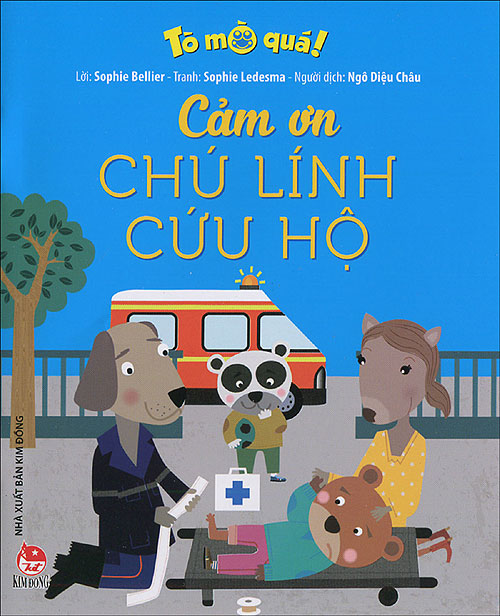 Tò mò quá!
Lời: Sophie Bellier - Tranh: Sophie Ledesma - Người dịch: Ngô Diệu Châu
Cảm ơn
CHÚ LÍNH
CỨU HỘ
NHÀ XUẤT BẢN KIM ĐỒNG
KIM ĐỒNG